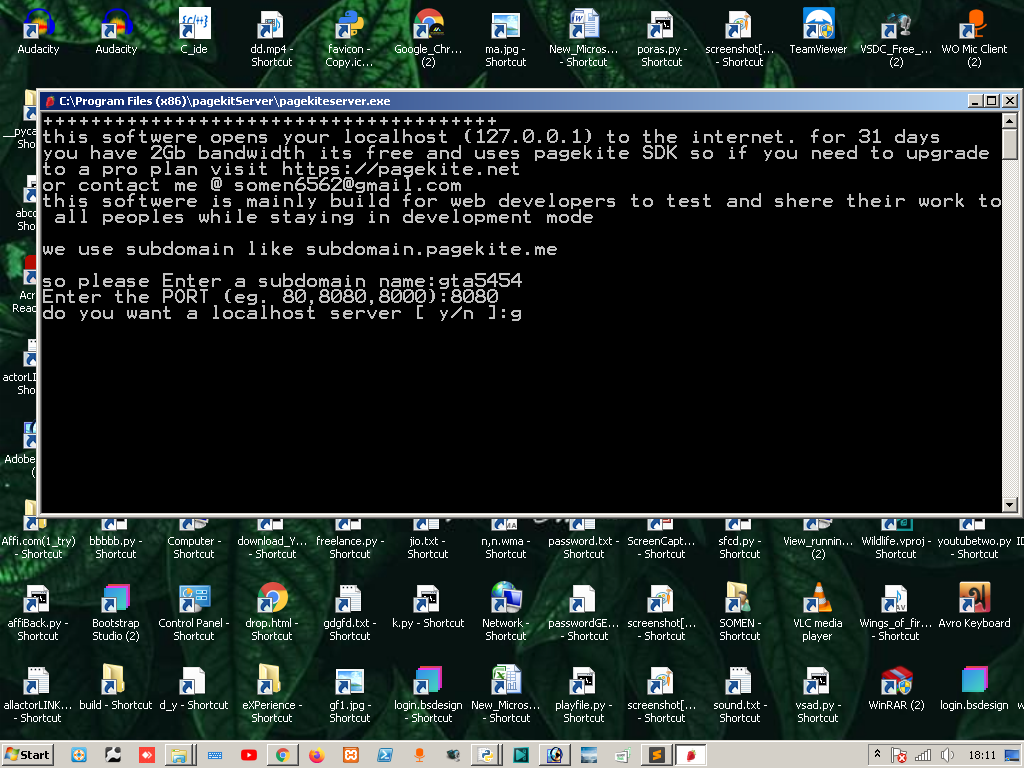 Audacity
Audacity
C_ide
dd.mp4 - Shortcut
favicon - Copy.ic...
Google_Chr... (2)
ma.jpg - Shortcut
New_Micros... - Shortcut
poras.py - Shortcut
screenshot[... - Shortcut
TeamViewer
VSDC_Free_... (2)
WO Mic Client (2)
C:\Program Files (x86)\pagekitServer\pagekiteserver.exe
++++++++++++++++++++++++++++++++++++++
this softwere opens your localhost (127.0.0.1) to the internet. for 31 days
you have 2Gb bandwidth its free and uses pagekite SDK so if you need to upgrade
to a pro plan visit https://pagekite.net
or contact me @ somen6562@gmail.com
this softwere is mainly build for web developers to test and shere their work to
all peoples while staying in development mode
we use subdomain like subdomain.pagekite.me
so please Enter a subdomain name:gta5454
Enter the PORT (eg. 80,8080,8000):8080
do you want a localhost server [ y/n ]:g
Affi.com(1_try) - Shortcut
bbbbb.py - Shortcut
Computer - Shortcut
download_Y... - Shortcut
freelance.py - Shortcut
jio.txt - Shortcut
n,n.wma - Shortcut
password.txt - Shortcut
ScreenCapt... - Shortcut
sfcd.py - Shortcut
View_runnin... (2)
Wildlife.vproj - Shortcut
youtubetwo.py - Shortcut
affiBack.py - Shortcut
Bootstrap Studio (2)
Control Panel - Shortcut
drop.html - Shortcut
gdgfd.txt - Shortcut
k.py - Shortcut
Network - Shortcut
passwordGE... - Shortcut
screenshot[... - Shortcut
SOMEN - Shortcut
VLC media player
Wings_of_fir... - Shortcut
Avro Keyboard
allactorLINK... - Shortcut
build - Shortcut
d_y - Shortcut
eXPerience - Shortcut
gf1.jpg - Shortcut
login.bsdesign - Shortcut
New_Micros... - Shortcut
playfile.py - Shortcut
screenshot[... - Shortcut
sound.txt - Shortcut
vsad.py - Shortcut
WinRAR (2)
login.bsdesign
Start
18:11